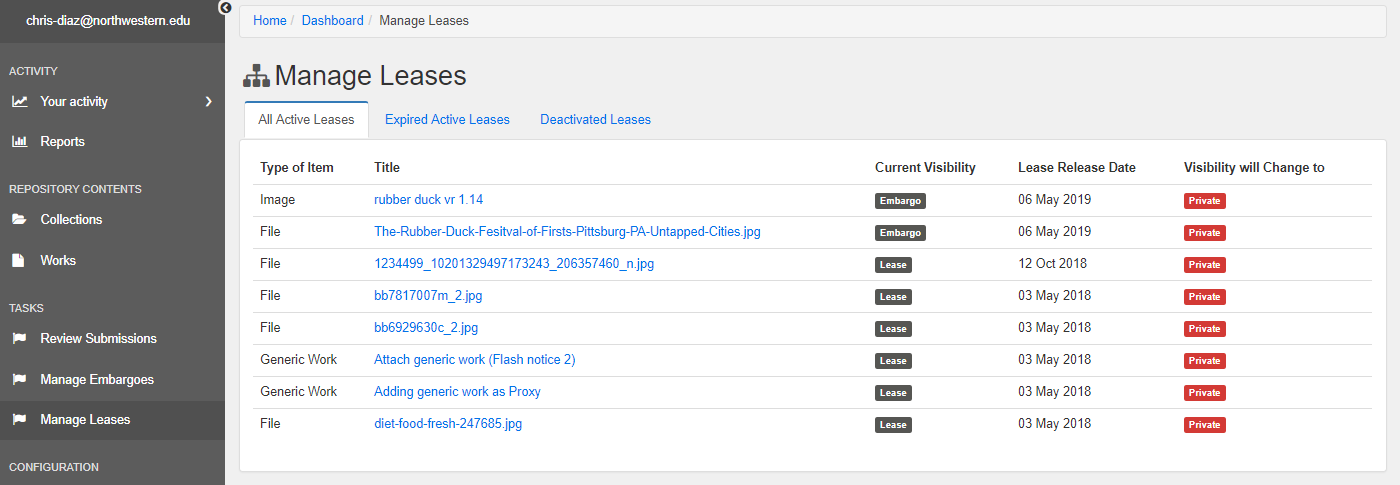 chris-diaz@northwestern.edu
ACTIVITY
Your activity
Reports
REPOSITORY CONTENTS
Collections
Works
TASKS
Review Submissions
Manage Embargoes
Manage Leases
CONFIGURATION
Home / Dashboard / Manage Leases
Manage Leases
All Active Leases Expired Active Leases Deactivated Leases
Type of Item Title Current Visibility Lease Release Date Visibility will Change to
Image rubber duck vr 1.14 Embargo 06 May 2019 Private
File The-Rubber-Duck-Fesitval-of-Firsts-Pittsburg-PA-Untapped-Cities.jpg Embargo 06 May 2019 Private
File 1234499_10201329497173243_206357460_n.jpg Lease 12 Oct 2018 Private
File bb7817007m_2.jpg Lease 03 May 2018 Private
File bb6929630c_2.jpg Lease 03 May 2018 Private
Generic Work Attach generic work (Flash notice 2) Lease 03 May 2018 Private
Generic Work Adding generic work as Proxy Lease 03 May 2018 Private
File diet-food-fresh-247685.jpg Lease 03 May 2018 Private